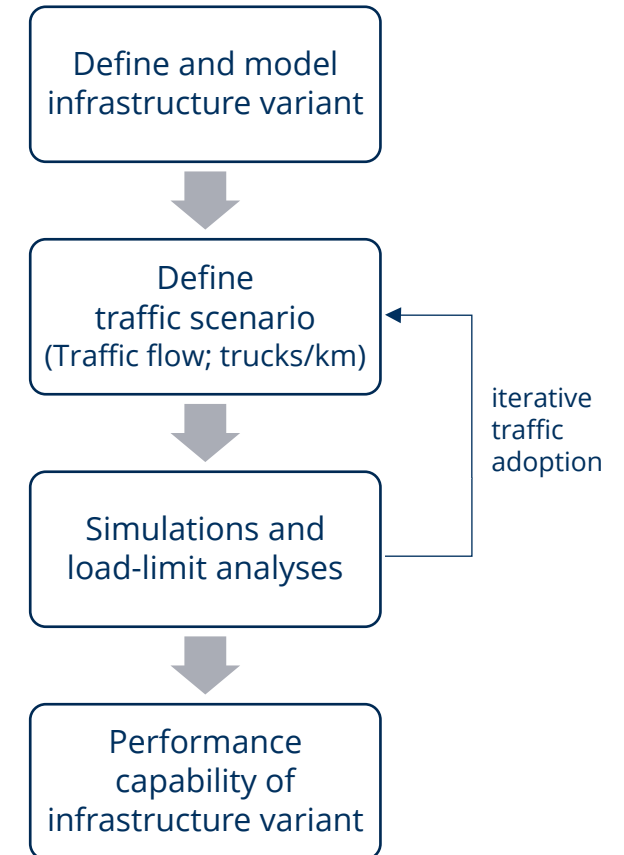 Define and model
infrastructure variant
Define
traffic scenario
(Traffic flow; trucks/km)
iterative
traffic
adoption
Simulations and
load-limit analyses
Performance
capability of
infrastructure variant